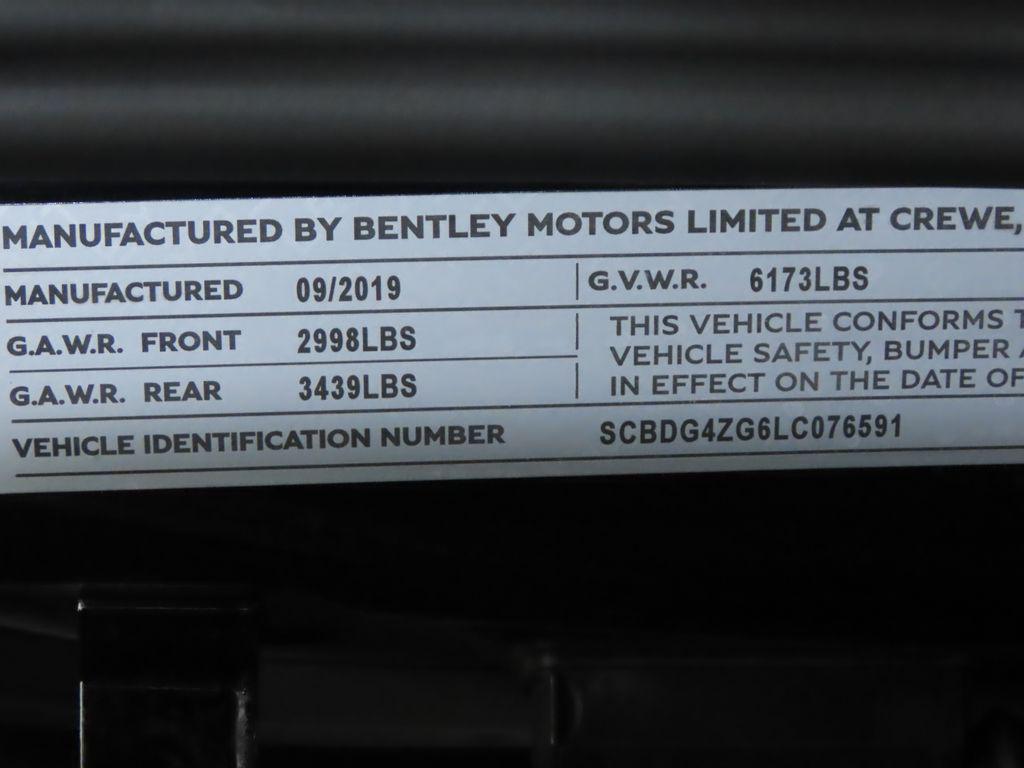 MANUFACTURED BY BENTLEY MOTORS LIMITED AT CREWE,
MANUFACTURED 09/2019 G.V.W.R. 6173LBS
G.A.W.R. FRONT 2998LBS
THIS VEHICLE CONFORMS
G.A.W.R. REAR 3439LBS
VEHICLE SAFETY, BUMPER
IN EFFECT ON THE DATE OF
VEHICLE IDENTIFICATION NUMBER SCBDG4ZG6LC076591